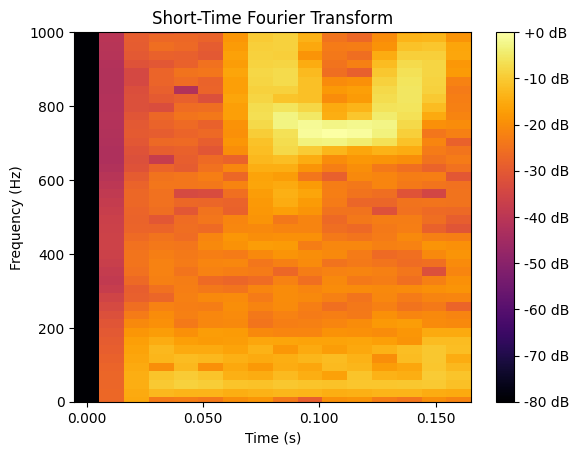 Short-Time Fourier Transform
1000
800
600
400
200
0
Frequency (Hz)
0.000
0.050
0.100
0.150
Time (s)
+0 dB
-10 dB
-20 dB
-30 dB
-40 dB
-50 dB
-60 dB
-70 dB
-80 dB